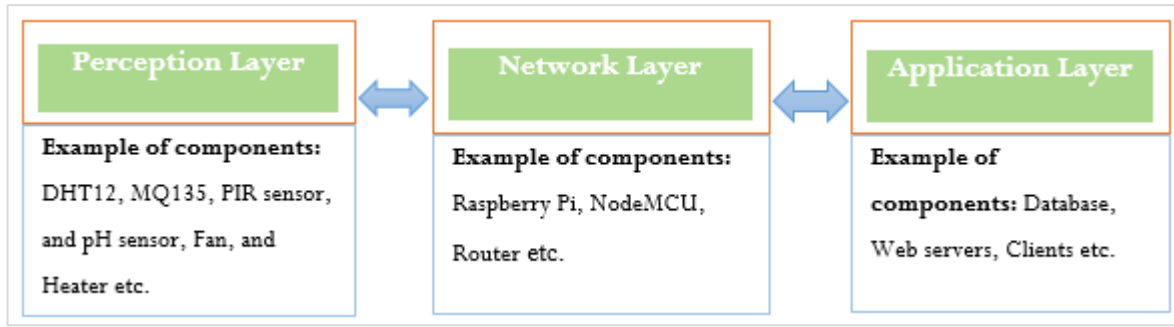 Perception Layer
Example of components:
DHT12, MQ135, PIR sensor,
and pH sensor, Fan, and
Heater etc.
Network Layer
Example of components:
Raspberry Pi, NodeMCU,
Router etc.
Application Layer
Example of
components: Database,
Web servers, Clients etc.